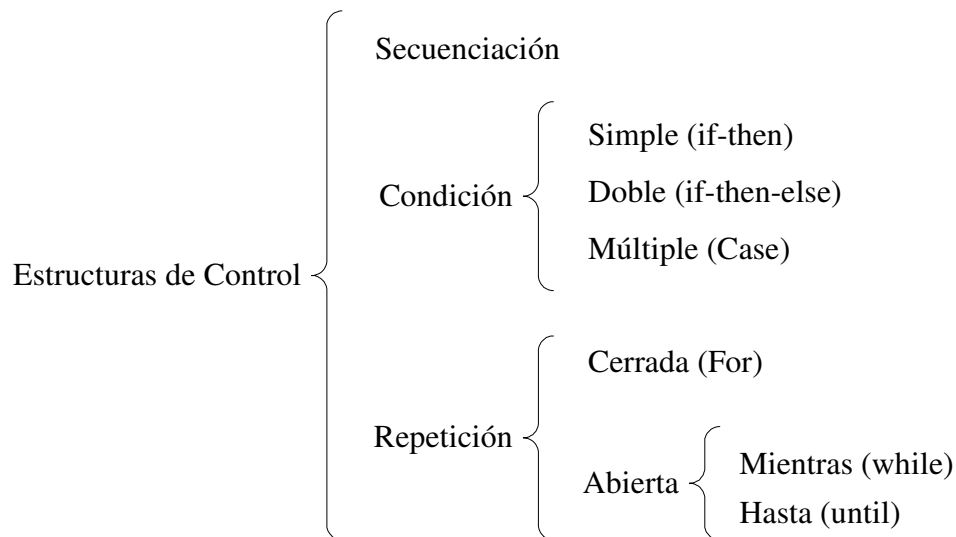 Estructuras de Control
Secuenciación
Condición
Simple (if-then)
Doble (if-then-else)
Múltiple (Case)
Repetición
Cerrada (For)
Abierta
Mientras (while)
Hasta (until)